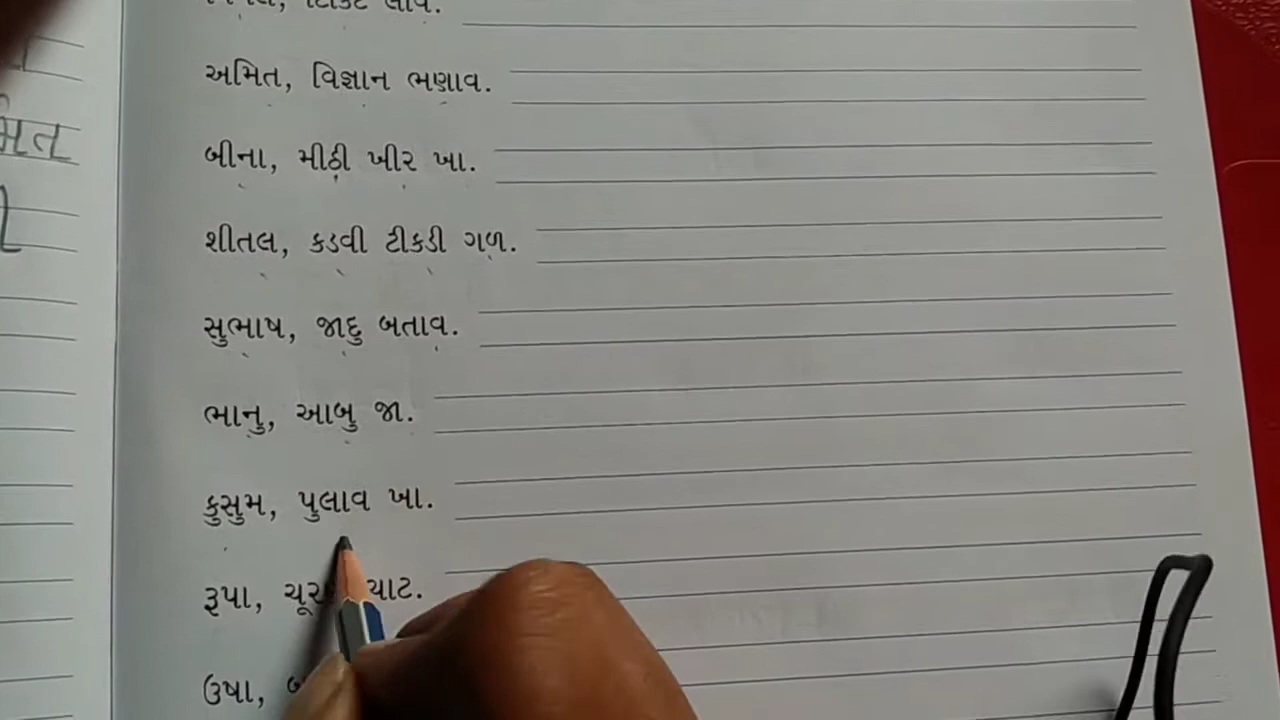 અમિત, વિજ્ઞાન ભણાવ.
બીના, મીઠી ખીર ખા.
શીતલ, કડવી ટીકડી ગળ.
સુભાષ, જાદુ બતાવ.
ભાનુ, આબુ જા.
કુસુમ, પુલાવ ખા.
રૂપા, ચાટ.
ઉષા,